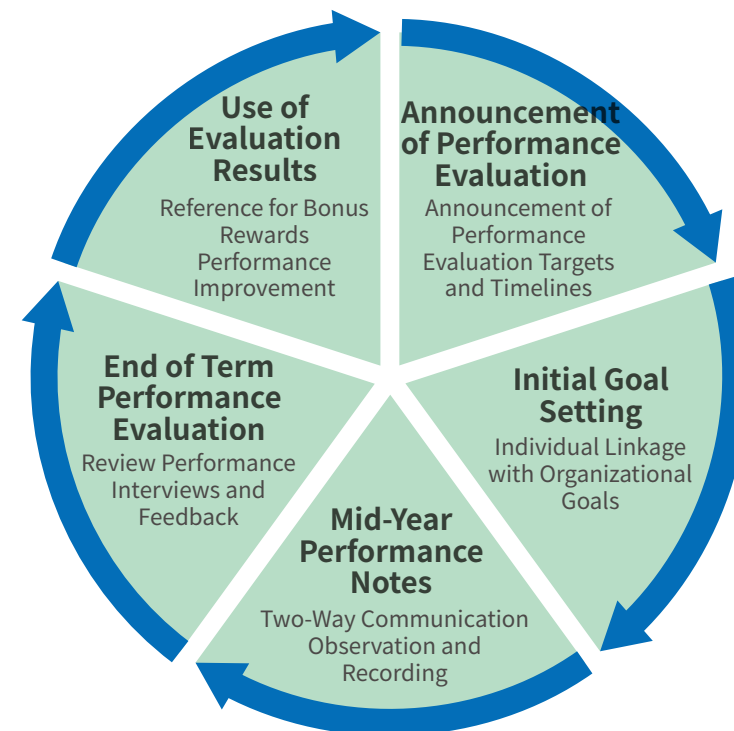 Use of
Evaluation
Results
Reference for Bonus
Rewards
Performance
Improvement
Announcement
of Performance
Evaluation
Announcement of
Performance
Evaluation Targets
and Timelines
Initial Goal
Setting
Individual Linkage
with Organizational
Goals
Mid-Year
Performance
Notes
Two-Way Communication
Observation and
Recording
End of Term
Performance
Evaluation
Review Performance
Interviews and
Feedback